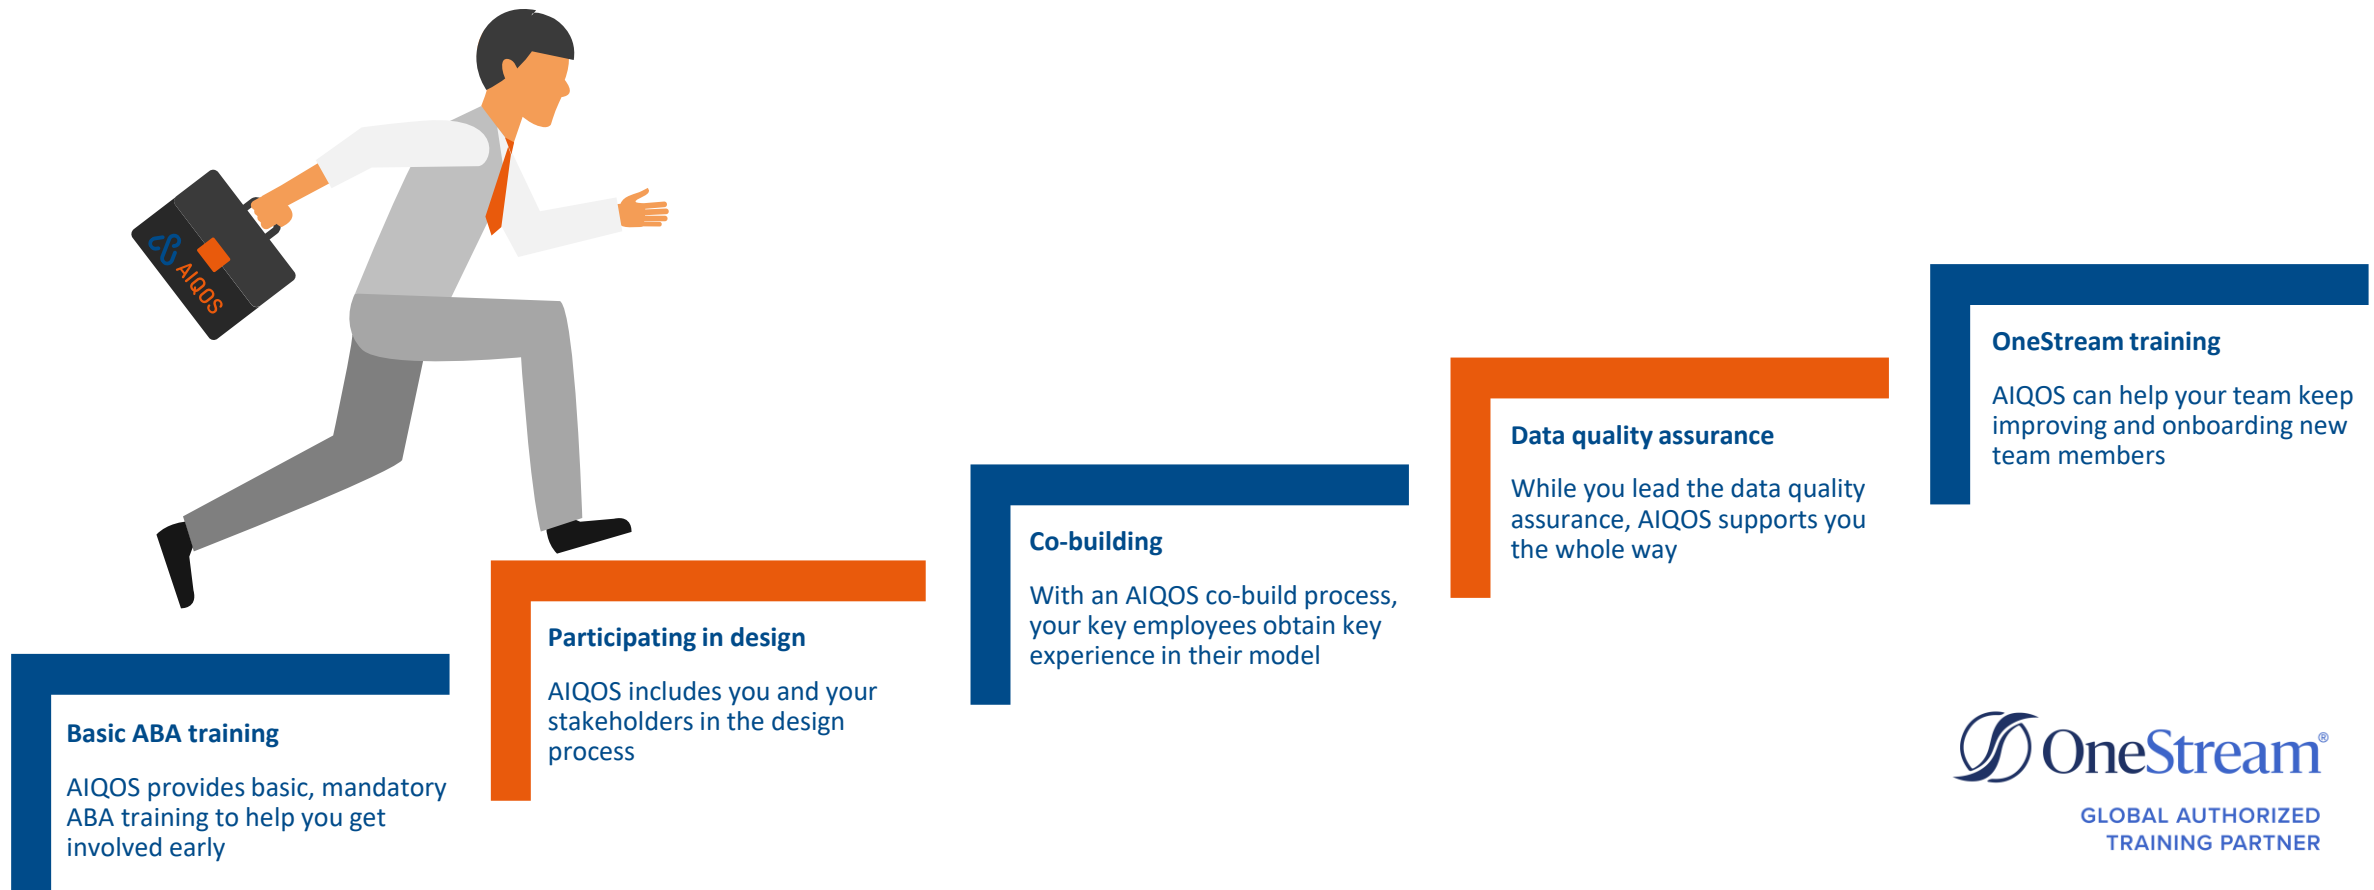 AIQOS
Basic ABA training
AIQOS provides basic, mandatory
ABA training to help you get
involved early
Participating in design
AIQOS includes you and your
stakeholders in the design
process
Co-building
With an AIQOS co-build process,
your key employees obtain key
experience in their model
Data quality assurance
While you lead the data quality
assurance, AIQOS supports you
the whole way
OneStream training
AIQOS can help your team keep
improving and onboarding new
team members
OneStream®
GLOBAL AUTHORIZED
TRAINING PARTNER